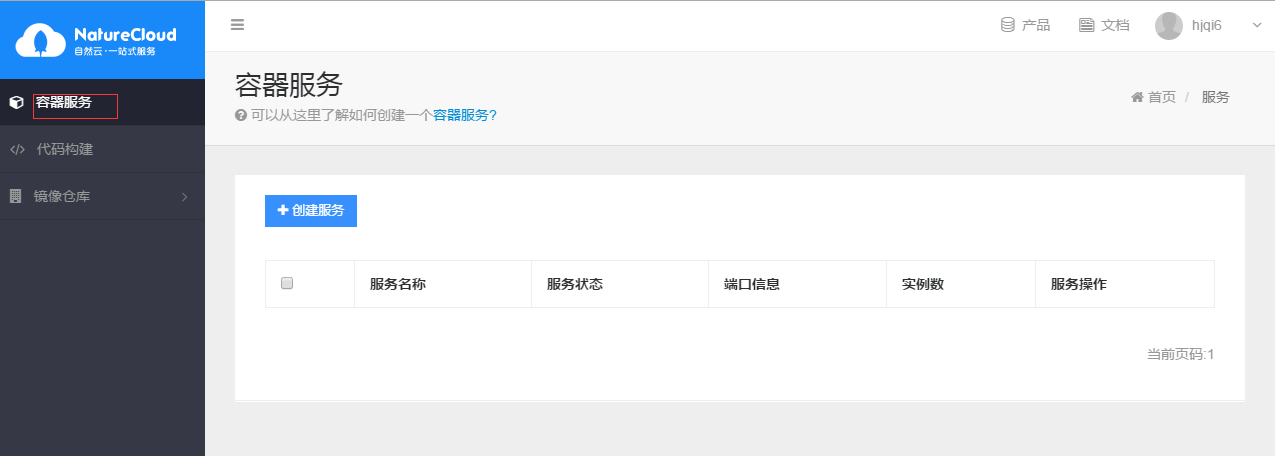 NatureCloud
自然云·一站式服务
产品
文档
hjqi6
容器服务
代码构建
镜像仓库
容器服务
可以从这里了解如何创建一个容器服务?
首页 / 服务
创建服务
服务名称 服务状态 端口信息 实例数 服务操作
当前页码:1